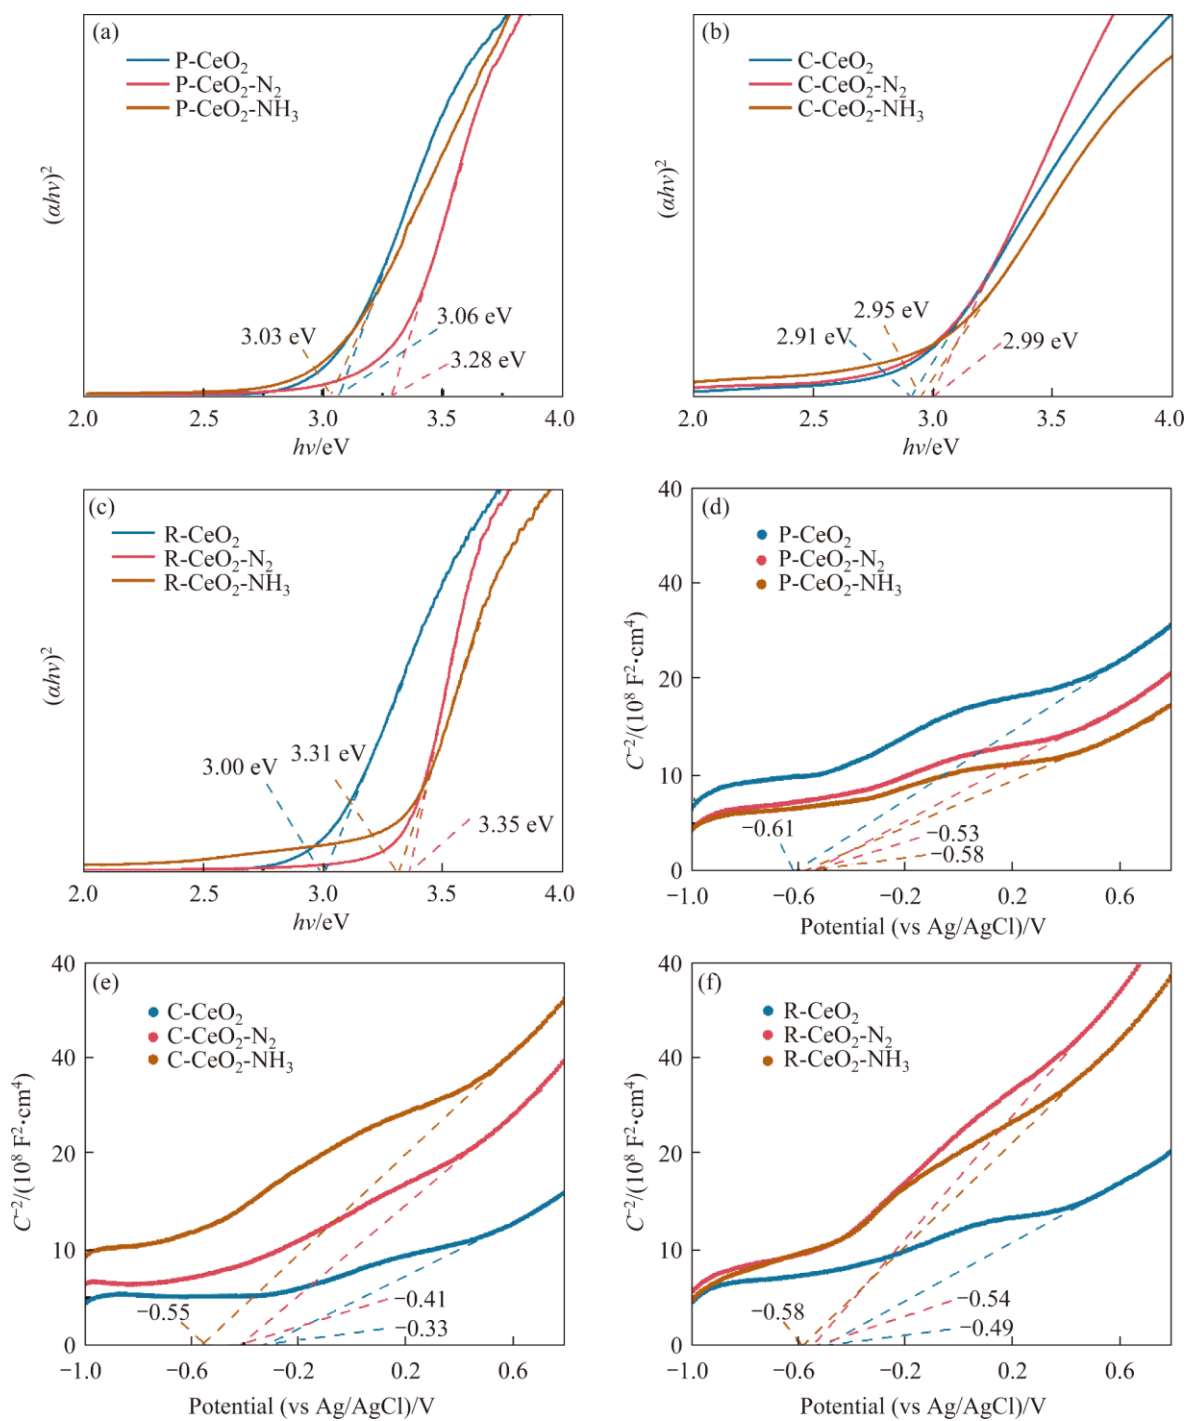 (a)
P-CeO₂
P-CeO₂-N₂
P-CeO₂-NH₃
(αhν)²
3.03 eV
3.06 eV
3.28 eV
2.0 2.5 3.0 3.5 4.0
hν/eV
(b)
C-CeO₂
C-CeO₂-N₂
C-CeO₂-NH₃
(αhν)²
2.95 eV
2.91 eV
2.99 eV
2.0 2.5 3.0 3.5 4.0
hν/eV
(c)
R-CeO₂
R-CeO₂-N₂
R-CeO₂-NH₃
(αhν)²
3.31 eV
3.00 eV
3.35 eV
2.0 2.5 3.0 3.5 4.0
hν/eV
(d)
P-CeO₂
P-CeO₂-N₂
P-CeO₂-NH₃
C⁻²/(10⁸ F²•cm⁴)
40
40
20
10
0
−0.61
−0.53
−0.58
−1.0 −0.6 −0.2 0.2 0.6
Potential (vs Ag/AgCl)/V
(e)
C-CeO₂
C-CeO₂-N₂
C-CeO₂-NH₃
C⁻²/(10⁸ F²•cm⁴)
40
40
20
10
0
−0.55
−0.41
−0.33
−1.0 −0.6 −0.2 0.2 0.6
Potential (vs Ag/AgCl)/V
(f)
R-CeO₂
R-CeO₂-N₂
R-CeO₂-NH₃
C⁻²/(10⁸ F²•cm⁴)
40
40
20
10
0
−0.58
−0.54
−0.49
−1.0 −0.6 −0.2 0.2 0.6
Potential (vs Ag/AgCl)/V